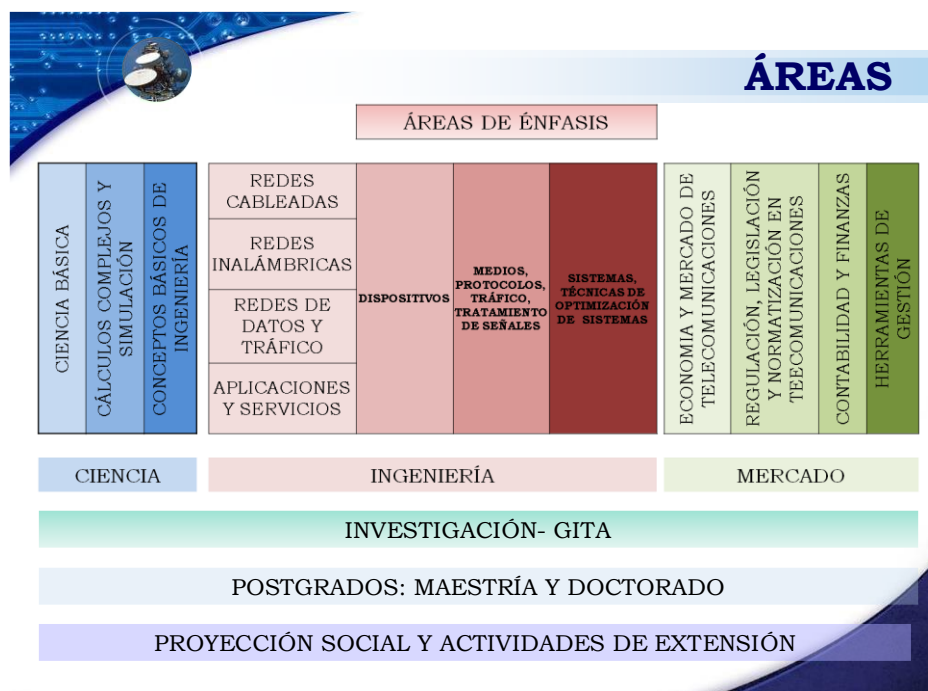 ÁREAS
ÁREAS DE ÉNFASIS
CIENCIA BÁSICA
CÁLCULOS COMPLEJOS Y
SIMULACIÓN
CONCEPTOS BÁSICOS DE
INGENIERÍA
REDES
CABLEADAS
REDES
INALÁMBRICAS
REDES DE
DATOS Y
TRÁFICO
APLICACIONES
Y SERVICIOS
DISPOSITIVOS
MEDIOS,
PROTOCOLOS,
TRÁFICO,
TRATAMIENTO
DE SEÑALES
SISTEMAS,
TÉCNICAS DE
OPTIMIZACIÓN
DE SISTEMAS
ECONOMIA Y MERCADO DE
TELECOMUNICACIONES
REGULACIÓN, LEGISLACIÓN
Y NORMATIZACIÓN EN
TEECOMUNICACIONES
CONTABILIDAD Y FINANZAS
HERRAMIENTAS DE
GESTIÓN
CIENCIA
INGENIERÍA
MERCADO
INVESTIGACIÓN- GITA
POSTGRADOS: MAESTRÍA Y DOCTORADO
PROYECCIÓN SOCIAL Y ACTIVIDADES DE EXTENSIÓN